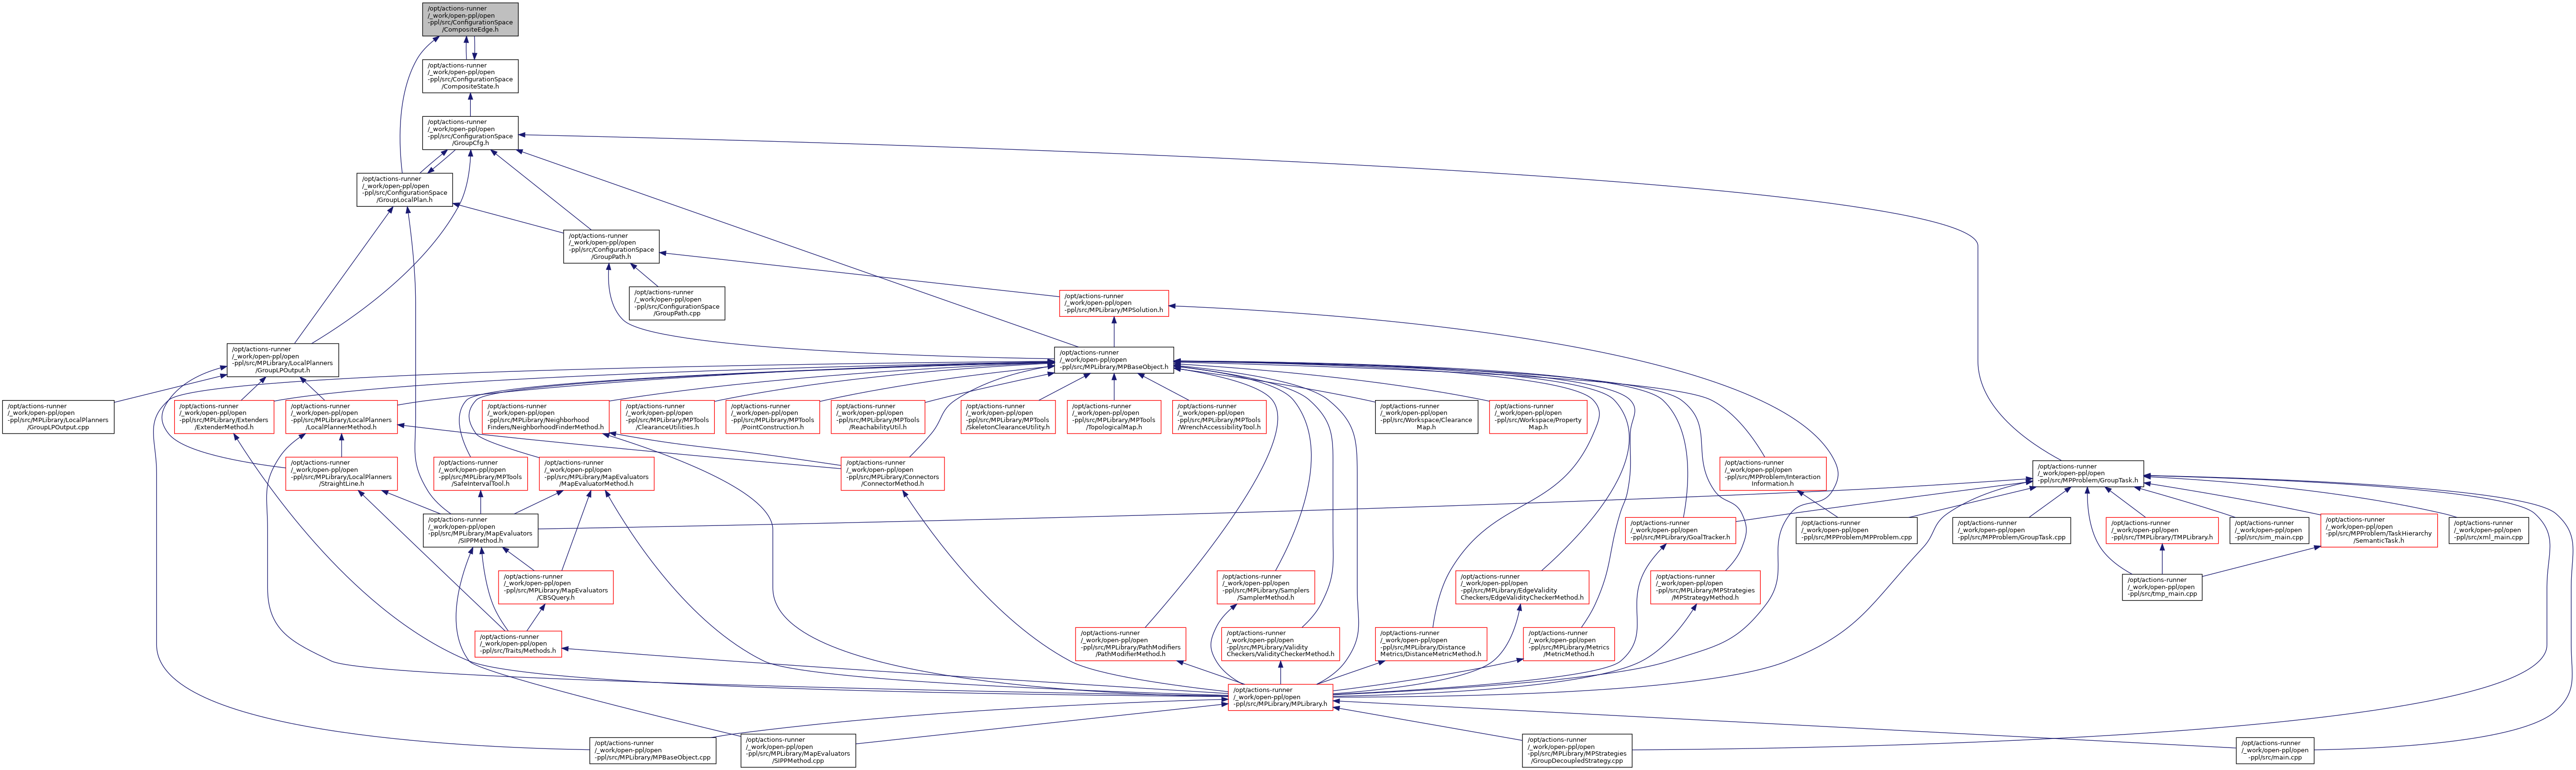 /opt/actions-runner
/_work/open-ppl/open
-ppl/src/ConfigurationSpace
/CompositeEdge.h
/opt/actions-runner
/_work/open-ppl/open
-ppl/src/ConfigurationSpace
/CompositeState.h
/opt/actions-runner
/_work/open-ppl/open
-ppl/src/ConfigurationSpace
/GroupCfg.h
/opt/actions-runner
/_work/open-ppl/open
-ppl/src/ConfigurationSpace
/GroupLocalPlan.h
/opt/actions-runner
/_work/open-ppl/open
-ppl/src/ConfigurationSpace
/GroupPath.h
/opt/actions-runner
/_work/open-ppl/open
-ppl/src/ConfigurationSpace
/GroupPath.cpp
/opt/actions-runner
/_work/open-ppl/open
-ppl/src/MPLibrary/MPSolution.h
/opt/actions-runner
/_work/open-ppl/open
-ppl/src/MPLibrary/LocalPlanners
/GroupLPOutput.h
/opt/actions-runner
/_work/open-ppl/open
-ppl/src/MPLibrary/MPBaseObject.h
/opt/actions-runner
/_work/open-ppl/open
-ppl/src/MPLibrary/LocalPlanners
/GroupLPOutput.cpp
/opt/actions-runner
/_work/open-ppl/open
-ppl/src/MPLibrary/Extenders
/ExtenderMethod.h
/opt/actions-runner
/_work/open-ppl/open
-ppl/src/MPLibrary/LocalPlanners
/LocalPlannerMethod.h
/opt/actions-runner
/_work/open-ppl/open
-ppl/src/MPLibrary/Neighborhood
Finders/NeighborhoodFinderMethod.h
/opt/actions-runner
/_work/open-ppl/open
-ppl/src/MPLibrary/MPTools
/ClearanceUtilities.h
/opt/actions-runner
/_work/open-ppl/open
-ppl/src/MPLibrary/MPTools
/PointConstruction.h
/opt/actions-runner
/_work/open-ppl/open
-ppl/src/MPLibrary/MPTools
/ReachabilityUtil.h
/opt/actions-runner
/_work/open-ppl/open
-ppl/src/MPLibrary/MPTools
/SkeletonClearanceUtility.h
/opt/actions-runner
/_work/open-ppl/open
-ppl/src/MPLibrary/MPTools
/TopologicalMap.h
/opt/actions-runner
/_work/open-ppl/open
-ppl/src/MPLibrary/MPTools
/WrenchAccessibilityTool.h
/opt/actions-runner
/_work/open-ppl/open
-ppl/src/Workspace/Clearance
Map.h
/opt/actions-runner
/_work/open-ppl/open
-ppl/src/Workspace/Property
Map.h
/opt/actions-runner
/_work/open-ppl/open
-ppl/src/MPLibrary/LocalPlanners
/StraightLine.h
/opt/actions-runner
/_work/open-ppl/open
-ppl/src/MPLibrary/MPTools
/SafeIntervalTool.h
/opt/actions-runner
/_work/open-ppl/open
-ppl/src/MPLibrary/MapEvaluators
/MapEvaluatorMethod.h
/opt/actions-runner
/_work/open-ppl/open
-ppl/src/MPLibrary/Connectors
/ConnectorMethod.h
/opt/actions-runner
/_work/open-ppl/open
-ppl/src/MPProblem/Interaction
Information.h
/opt/actions-runner
/_work/open-ppl/open
-ppl/src/MPProblem/GroupTask.h
/opt/actions-runner
/_work/open-ppl/open
-ppl/src/MPLibrary/MapEvaluators
/SIPPMethod.h
/opt/actions-runner
/_work/open-ppl/open
-ppl/src/MPLibrary/GoalTracker.h
/opt/actions-runner
/_work/open-ppl/open
-ppl/src/MPProblem/MPProblem.cpp
/opt/actions-runner
/_work/open-ppl/open
-ppl/src/MPProblem/GroupTask.cpp
/opt/actions-runner
/_work/open-ppl/open
-ppl/src/TMPLibrary/TMPLibrary.h
/opt/actions-runner
/_work/open-ppl/open
-ppl/src/sim_main.cpp
/opt/actions-runner
/_work/open-ppl/open
-ppl/src/MPProblem/TaskHierarchy
/SemanticTask.h
/opt/actions-runner
/_work/open-ppl/open
-ppl/src/xml_main.cpp
/opt/actions-runner
/_work/open-ppl/open
-ppl/src/MPLibrary/MapEvaluators
/CBSQuery.h
/opt/actions-runner
/_work/open-ppl/open
-ppl/src/MPLibrary/Samplers
/SamplerMethod.h
/opt/actions-runner
/_work/open-ppl/open
-ppl/src/MPLibrary/EdgeValidity
Checkers/EdgeValidityCheckerMethod.h
/opt/actions-runner
/_work/open-ppl/open
-ppl/src/MPLibrary/MPStrategies
/MPStrategyMethod.h
/opt/actions-runner
/_work/open-ppl/open
-ppl/src/tmp_main.cpp
/opt/actions-runner
/_work/open-ppl/open
-ppl/src/Traits/Methods.h
/opt/actions-runner
/_work/open-ppl/open
-ppl/src/MPLibrary/PathModifiers
/PathModifierMethod.h
/opt/actions-runner
/_work/open-ppl/open
-ppl/src/MPLibrary/Validity
Checkers/ValidityCheckerMethod.h
/opt/actions-runner
/_work/open-ppl/open
-ppl/src/MPLibrary/Distance
Metrics/DistanceMetricMethod.h
/opt/actions-runner
/_work/open-ppl/open
-ppl/src/MPLibrary/Metrics
/MetricMethod.h
/opt/actions-runner
/_work/open-ppl/open
-ppl/src/MPLibrary/MPLibrary.h
/opt/actions-runner
/_work/open-ppl/open
-ppl/src/MPLibrary/MPBaseObject.cpp
/opt/actions-runner
/_work/open-ppl/open
-ppl/src/MPLibrary/MapEvaluators
/SIPPMethod.cpp
/opt/actions-runner
/_work/open-ppl/open
-ppl/src/MPLibrary/MPStrategies
/GroupDecoupledStrategy.cpp
/opt/actions-runner
/_work/open-ppl/open
-ppl/src/main.cpp